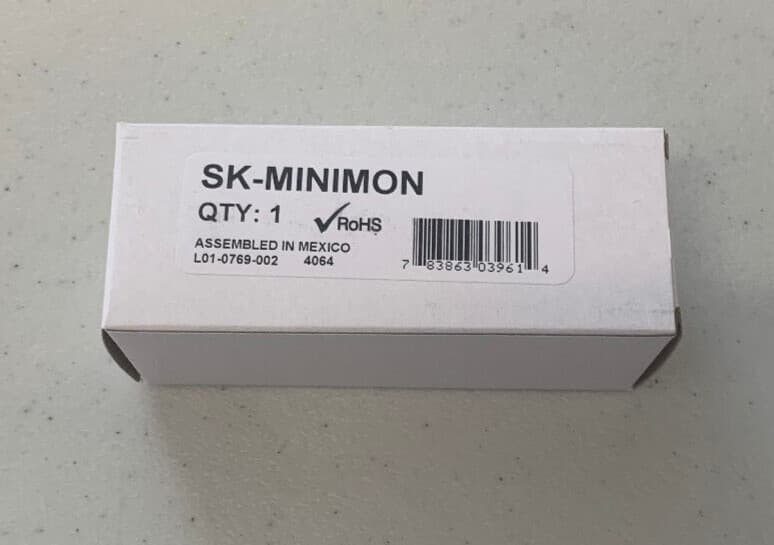 SK-MINIMON
QTY: 1 RoHS
ASSEMBLED IN MEXICO
L01-0769-002 4064
7 83863 03961 4